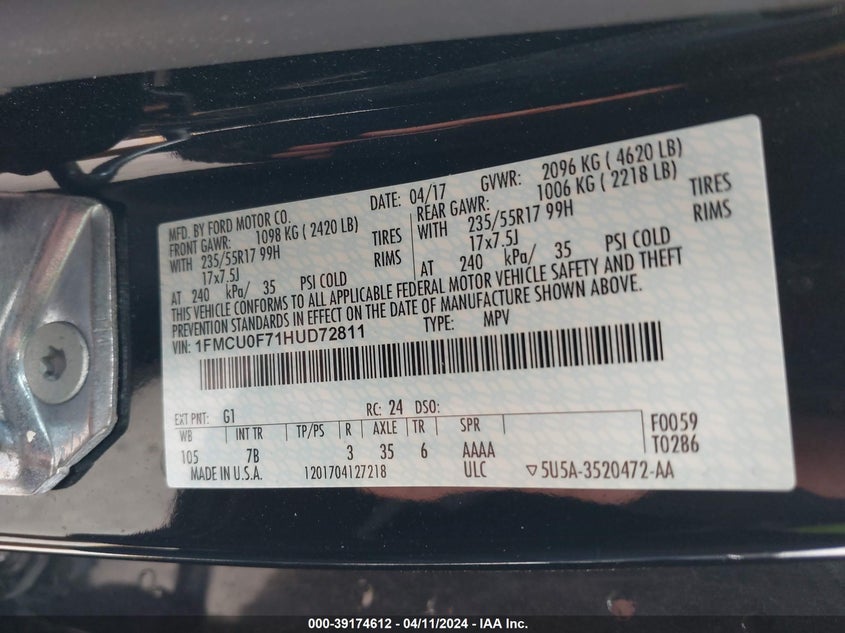 MFD. BY FORD MOTOR CO. DATE: 04/17 GVWR: 2096 KG ( 4620 LB)
FRONT GAWR: 1098 KG ( 2420 LB) REAR GAWR: 1006 KG ( 2218 LB)
WITH 235/55R17 99H TIRES WITH 235/55R17 99H TIRES
17x7.5J RIMS 17x7.5J RIMS
AT 240 kPa/ 35 PSI COLD AT 240 kPa/ 35 PSI COLD
THIS VEHICLE CONFORMS TO ALL APPLICABLE FEDERAL MOTOR VEHICLE SAFETY AND THEFT
PREVENTION STANDARDS IN EFFECT ON THE DATE OF MANUFACTURE SHOWN ABOVE.
VIN: 1FMCU0F71HUD72811 TYPE: MPV
EXT PNT: G1 RC: 24 DSO:
WB INT TR TP/PS R AXLE TR SPR F0059
105 7B 3 35 6 AAAA T0286
MADE IN U.S.A. 1201704127218 ULC ▽5U5A-3520472-AA
000-39174612 - 04/11/2024 - IAA Inc.